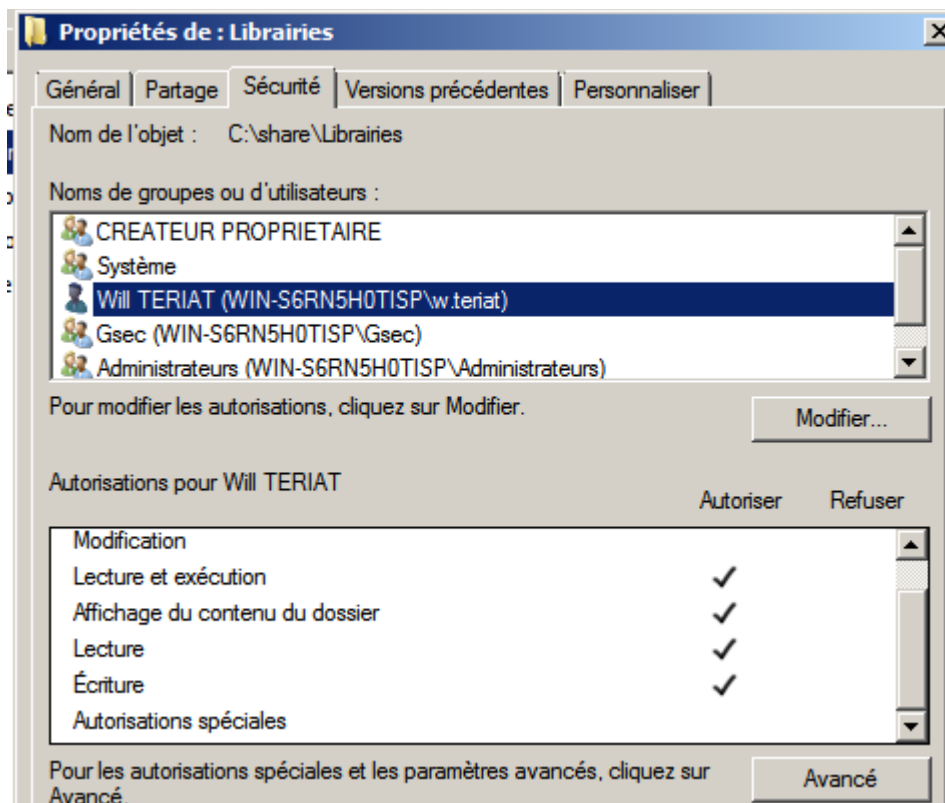 Propriétés de : Librairies
Général Partage Sécurité Versions précédentes Personnaliser
Nom de l'objet : C:\share\Librairies
Noms de groupes ou d'utilisateurs :
CREATEUR PROPRIETAIRE
Système
Will TERIAT (WIN-S6RN5H0TISP\w.teriat)
Gsec (WIN-S6RN5H0TISP\Gsec)
Administrateurs (WIN-S6RN5H0TISP\Administrateurs)
Pour modifier les autorisations, cliquez sur Modifier.
Modifier...
Autorisations pour Will TERIAT
Autoriser Refuser
Modification
Lecture et exécution
Affichage du contenu du dossier
Lecture
Écriture
Autorisations spéciales
Pour les autorisations spéciales et les paramètres avancés, cliquez sur
Avancé.
Avancé